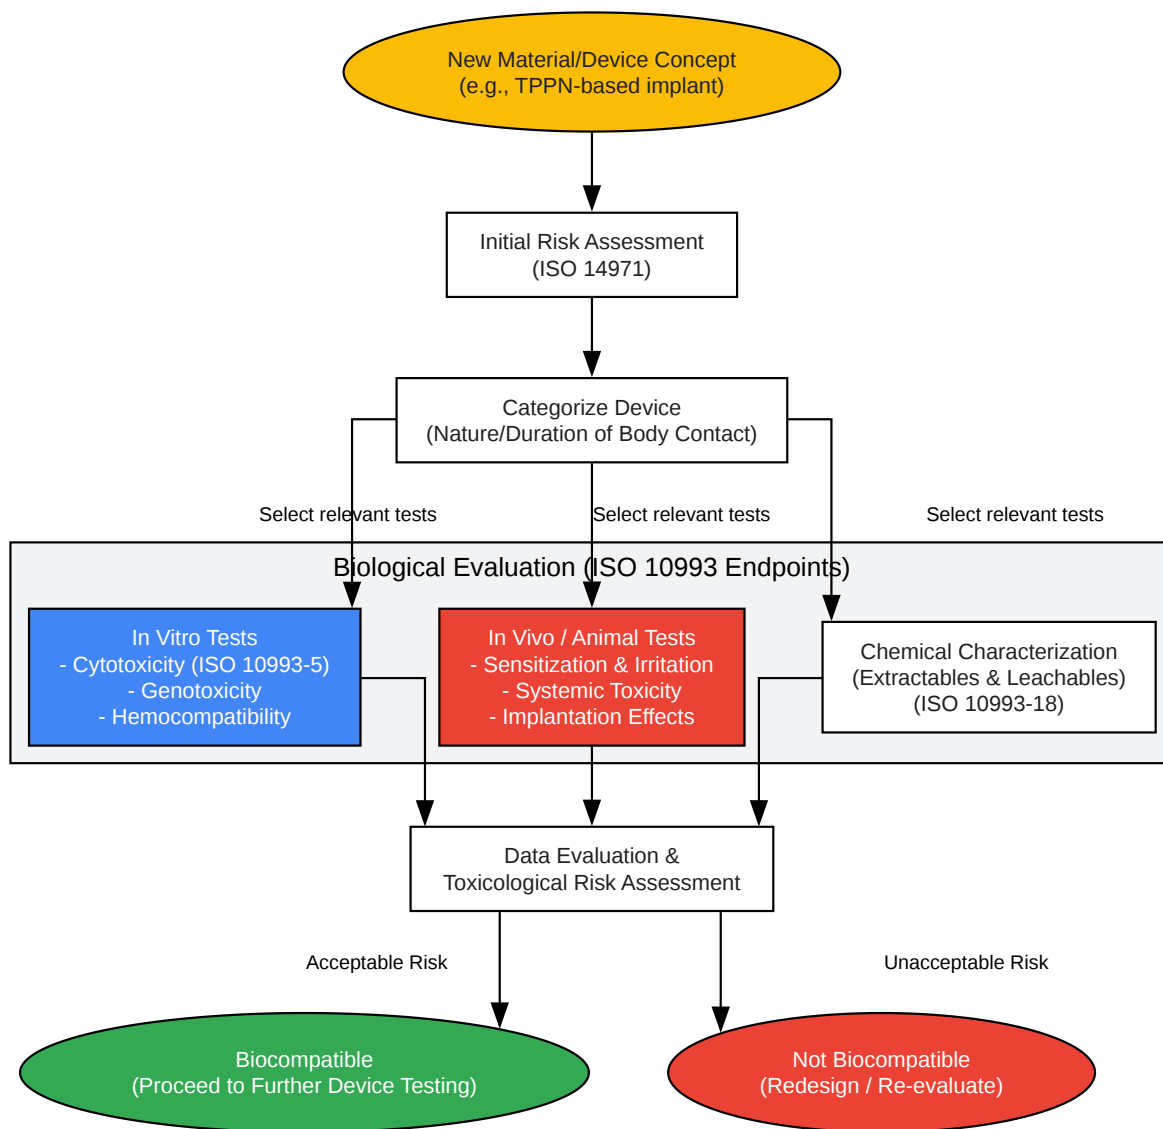 New Material/Device Concept
(e.g., TPPN-based implant)
Initial Risk Assessment
(ISO 14971)
Categorize Device
(Nature/Duration of Body Contact)
Select relevant tests
Select relevant tests
Select relevant tests
Biological Evaluation (ISO 10993 Endpoints)
In Vitro Tests
- Cytotoxicity (ISO 10993-5)
- Genotoxicity
- Hemocompatibility
In Vivo / Animal Tests
- Sensitization & Irritation
- Systemic Toxicity
- Implantation Effects
Chemical Characterization
(Extractables & Leachables)
(ISO 10993-18)
Data Evaluation &
Toxicological Risk Assessment
Acceptable Risk
Unacceptable Risk
Biocompatible
(Proceed to Further Device Testing)
Not Biocompatible
(Redesign / Re-evaluate)